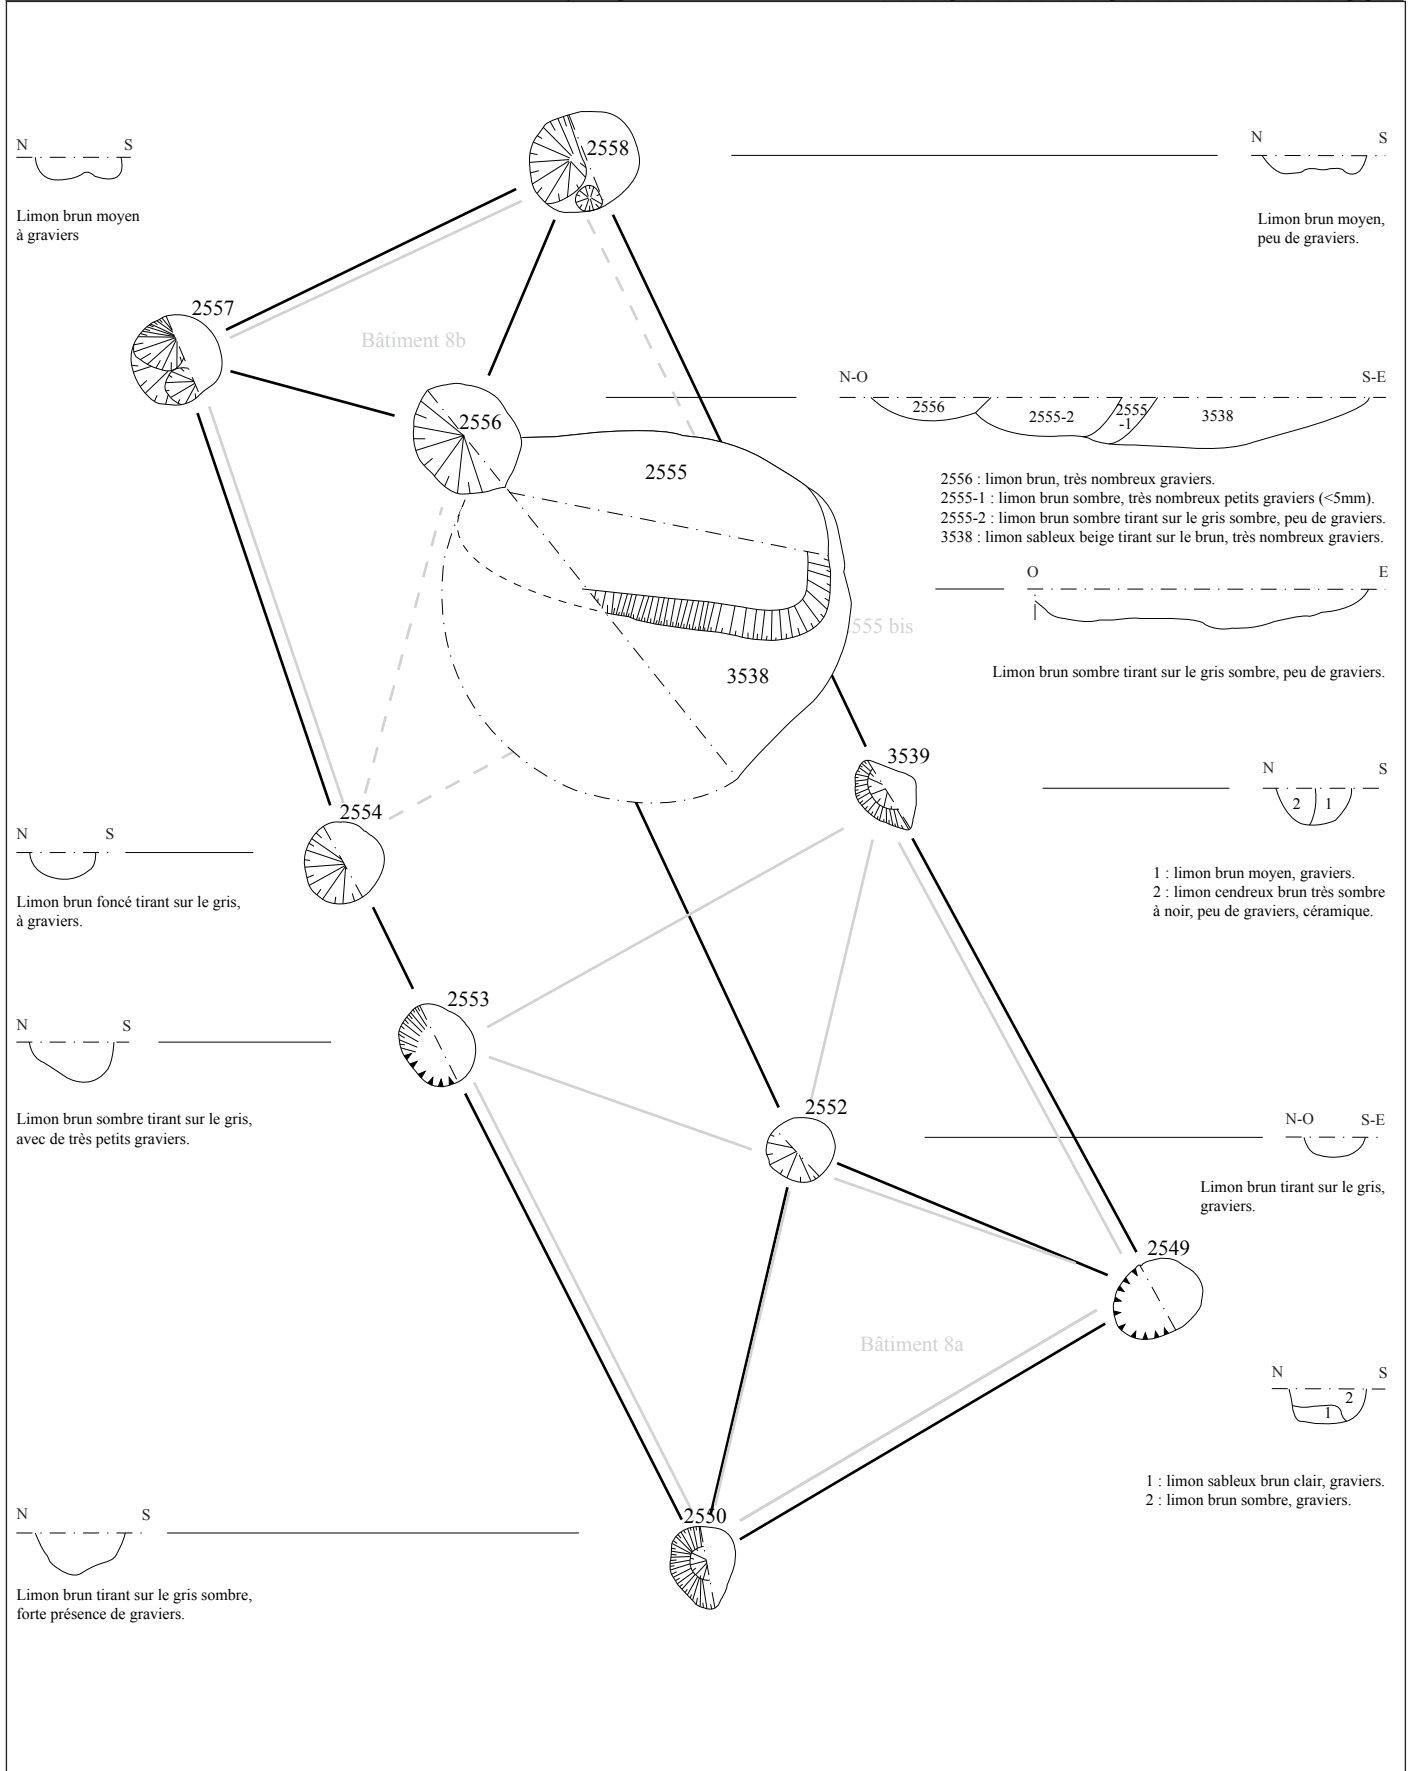 2558
N S
N S
Limon brun moyen
à graviers
Limon brun moyen,
peu de graviers.
2557
Bâtiment 8b
N-O S-E
2556
2555-2
2555
-1
3538
2556
2555
2556 : limon brun, très nombreux graviers.
2555-1 : limon brun sombre, très nombreux petits graviers (<5mm).
2555-2 : limon brun sombre tirant sur le gris sombre, peu de graviers.
3538 : limon sableux beige tirant sur le brun, très nombreux graviers.
O E
555 bis
3538
Limon brun sombre tirant sur le gris sombre, peu de graviers.
3539
N S
2 1
2554
N S
1 : limon brun moyen, graviers.
2 : limon cendreux brun très sombre
à noir, peu de graviers, céramique.
Limon brun foncé tirant sur le gris,
à graviers.
2553
N S
Limon brun sombre tirant sur le gris,
avec de très petits graviers.
2552
N-O S-E
Limon brun tirant sur le gris,
graviers.
2549
Bâtiment 8a
N S
2
1
1 : limon sableux brun clair, graviers.
2 : limon brun sombre, graviers.
2550
N S
Limon brun tirant sur le gris sombre,
forte présence de graviers.